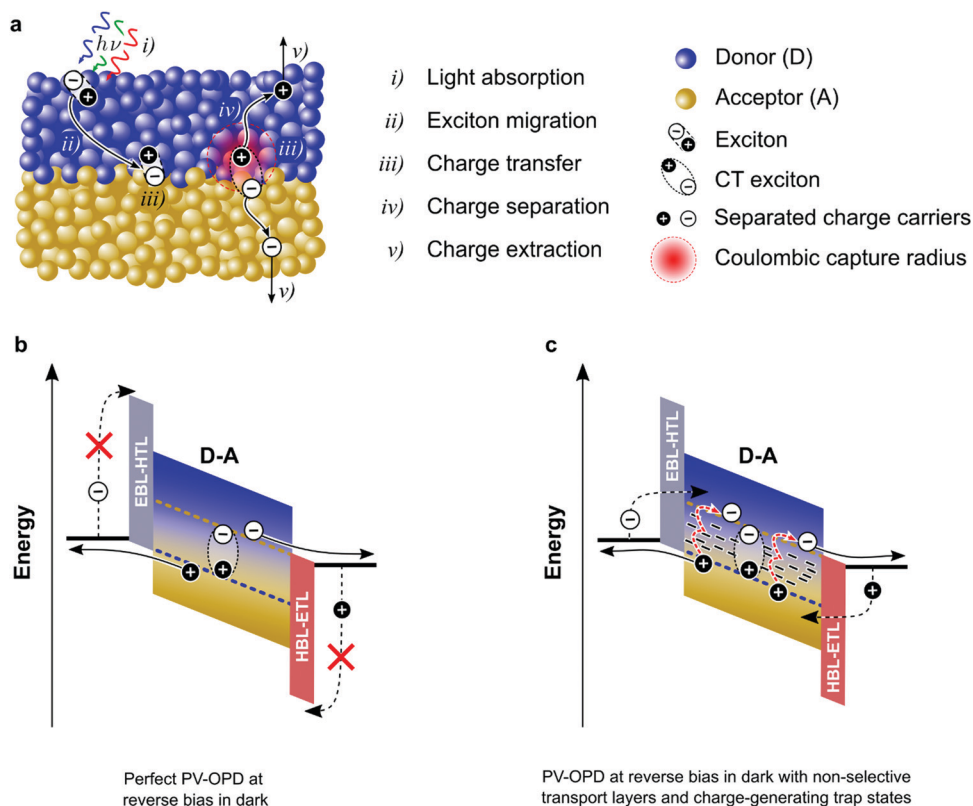 a
hν
i)
ii)
iii)
iv)
iii)
v)
v)
i) Light absorption
ii) Exciton migration
iii) Charge transfer
iv) Charge separation
v) Charge extraction
Donor (D)
Acceptor (A)
Exciton
CT exciton
Separated charge carriers
Coulombic capture radius
b
Energy
EBL-HTL
D-A
HBL-ETL
Perfect PV-OPD at
reverse bias in dark
c
Energy
EBL-HTL
D-A
HBL-ETL
PV-OPD at reverse bias in dark with non-selective
transport layers and charge-generating trap states